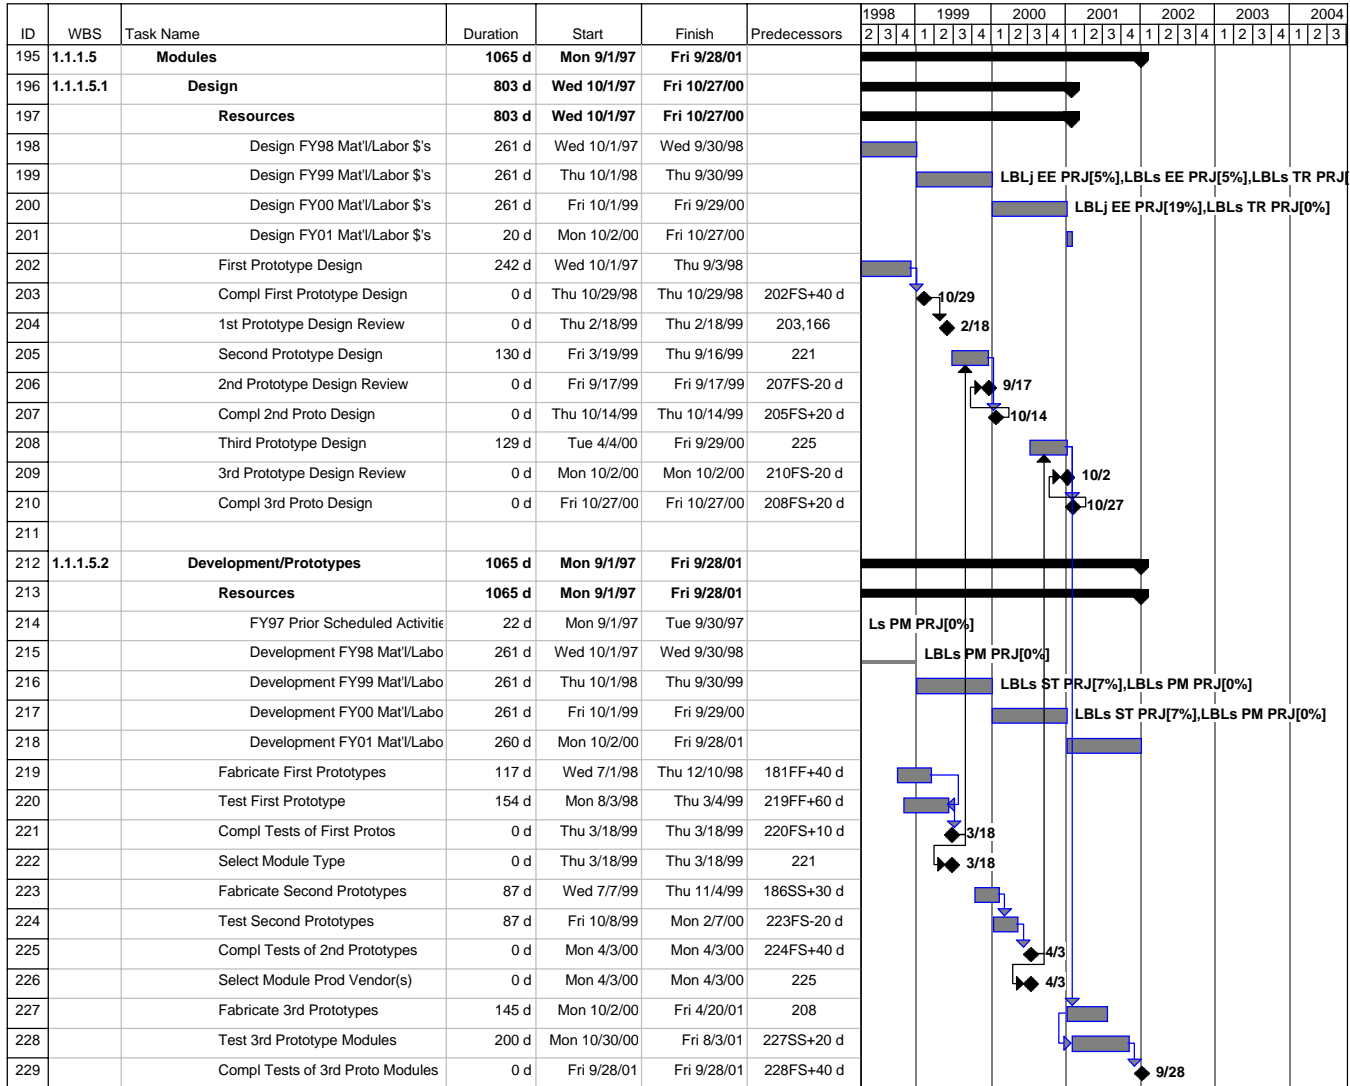 1998 1999 2000 2001 2002 2003 2004
ID WBS Task Name Duration Start Finish Predecessors 2 3 4 1 2 3 4 1 2 3 4 1 2 3 4 1 2 3 4 1 2 3 4 1 2 3
195 1.1.1.5 Modules 1065 d Mon 9/1/97 Fri 9/28/01
196 1.1.1.5.1 Design 803 d Wed 10/1/97 Fri 10/27/00
197 Resources 803 d Wed 10/1/97 Fri 10/27/00
198 Design FY98 Mat'l/Labor $'s 261 d Wed 10/1/97 Wed 9/30/98
199 Design FY99 Mat'l/Labor $'s 261 d Thu 10/1/98 Thu 9/30/99 LBLj EE PRJ[5%],LBLs EE PRJ[5%],LBLs TR PRJ[
200 Design FY00 Mat'l/Labor $'s 261 d Fri 10/1/99 Fri 9/29/00 LBLj EE PRJ[19%],LBLs TR PRJ[0%]
201 Design FY01 Mat'l/Labor $'s 20 d Mon 10/2/00 Fri 10/27/00
202 First Prototype Design 242 d Wed 10/1/97 Thu 9/3/98
203 Compl First Prototype Design 0 d Thu 10/29/98 Thu 10/29/98 202FS+40 d 10/29
204 1st Prototype Design Review 0 d Thu 2/18/99 Thu 2/18/99 203,166 2/18
205 Second Prototype Design 130 d Fri 3/19/99 Thu 9/16/99 221
206 2nd Prototype Design Review 0 d Fri 9/17/99 Fri 9/17/99 207FS-20 d 9/17
207 Compl 2nd Proto Design 0 d Thu 10/14/99 Thu 10/14/99 205FS+20 d 10/14
208 Third Prototype Design 129 d Tue 4/4/00 Fri 9/29/00 225
209 3rd Prototype Design Review 0 d Mon 10/2/00 Mon 10/2/00 210FS-20 d 10/2
210 Compl 3rd Proto Design 0 d Fri 10/27/00 Fri 10/27/00 208FS+20 d 10/27
211
212 1.1.1.5.2 Development/Prototypes 1065 d Mon 9/1/97 Fri 9/28/01
213 Resources 1065 d Mon 9/1/97 Fri 9/28/01
214 FY97 Prior Scheduled Activitie 22 d Mon 9/1/97 Tue 9/30/97 Ls PM PRJ[0%]
215 Development FY98 Mat'l/Labo 261 d Wed 10/1/97 Wed 9/30/98 LBLs PM PRJ[0%]
216 Development FY99 Mat'l/Labo 261 d Thu 10/1/98 Thu 9/30/99 LBLs ST PRJ[7%],LBLs PM PRJ[0%]
217 Development FY00 Mat'l/Labo 261 d Fri 10/1/99 Fri 9/29/00 LBLs ST PRJ[7%],LBLs PM PRJ[0%]
218 Development FY01 Mat'l/Labo 260 d Mon 10/2/00 Fri 9/28/01
219 Fabricate First Prototypes 117 d Wed 7/1/98 Thu 12/10/98 181FF+40 d
220 Test First Prototype 154 d Mon 8/3/98 Thu 3/4/99 219FF+60 d
221 Compl Tests of First Protos 0 d Thu 3/18/99 Thu 3/18/99 220FS+10 d 3/18
222 Select Module Type 0 d Thu 3/18/99 Thu 3/18/99 221 3/18
223 Fabricate Second Prototypes 87 d Wed 7/7/99 Thu 11/4/99 186SS+30 d
224 Test Second Prototypes 87 d Fri 10/8/99 Mon 2/7/00 223FS-20 d
225 Compl Tests of 2nd Prototypes 0 d Mon 4/3/00 Mon 4/3/00 224FS+40 d 4/3
226 Select Module Prod Vendor(s) 0 d Mon 4/3/00 Mon 4/3/00 225 4/3
227 Fabricate 3rd Prototypes 145 d Mon 10/2/00 Fri 4/20/01 208
228 Test 3rd Prototype Modules 200 d Mon 10/30/00 Fri 8/3/01 227SS+20 d
229 Compl Tests of 3rd Proto Modules 0 d Fri 9/28/01 Fri 9/28/01 228FS+40 d 9/28